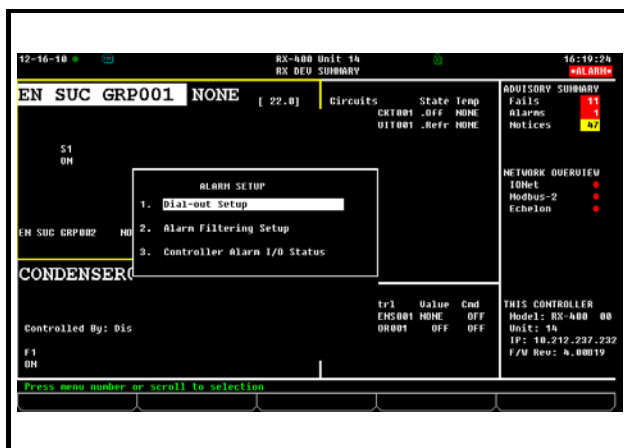 12-16-10
RX-400 Unit 14
16:19:24
RX DEV SUMMARY
*ALARM*
EN SUC GRP001 NONE [ 22.0]
Circuits State Temp
CKT001 .OFF NONE
UIT001 .Refr NONE
S1
ON
ADVISORY SUMMARY
Fails 11
Alarms 1
Notices 47
NETWORK OVERVIEW
IONet
Modbus-2
Echelon
ALARM SETUP
1. Dial-out Setup
2. Alarm Filtering Setup
3. Controller Alarm I/O Status
EN SUC GRP002 NO
CONDENSER
Controlled By: Dis
F1
ON
trl Value Cmd
ENS001 NONE OFF
OR001 OFF OFF
THIS CONTROLLER
Model: RX-400 00
Unit: 14
IP: 10.212.237.232
F/W Rev: 4.00B19
Press menu number or scroll to selection